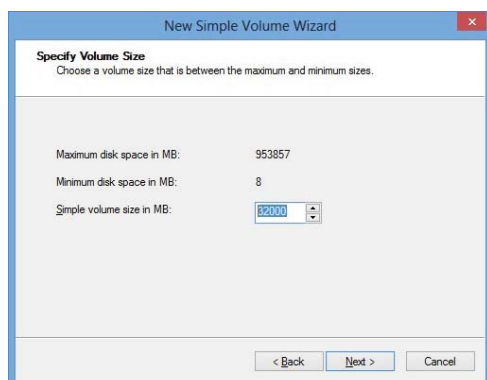 New Simple Volume Wizard
Specify Volume Size
Choose a volume size that is between the maximum and minimum sizes.
Maximum disk space in MB: 953857
Minimum disk space in MB: 8
Simple volume size in MB: 32000
< Back Next > Cancel